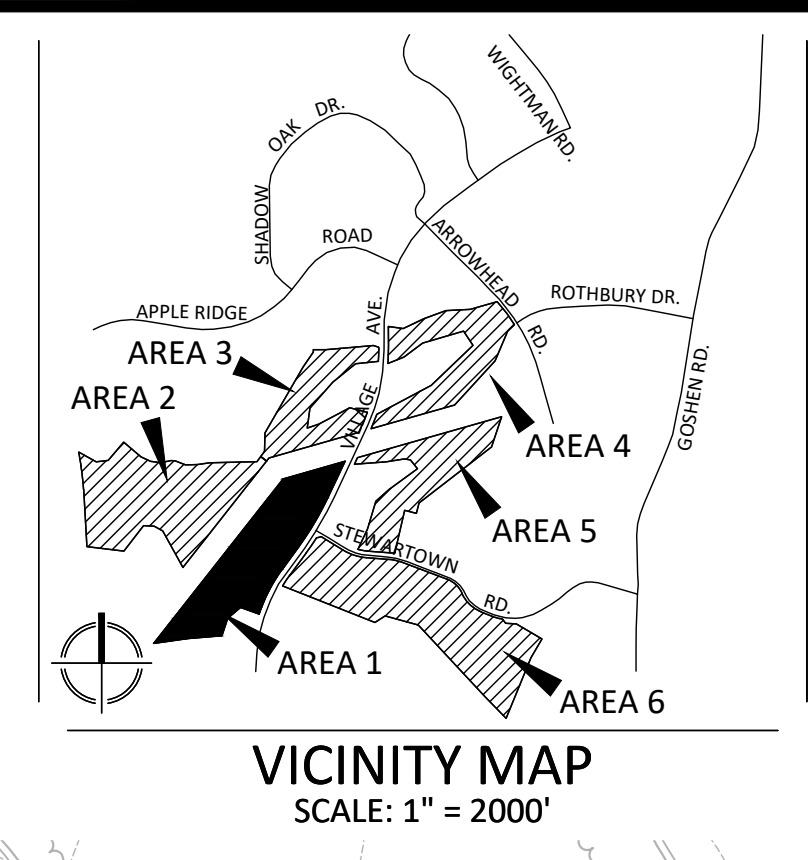 WIGHTMAN RD.
OAK DR.
SHADOW
ROAD
ARROWHEAD
RD.
ROTHBURY DR.
APPLE RIDGE
AVE.
VILLAGE
GOSHEN RD.
AREA 3
AREA 2
AREA 4
AREA 5
STEWARTOWN
RD.
AREA 1
AREA 6
VICINITY MAP
SCALE: 1" = 2000'